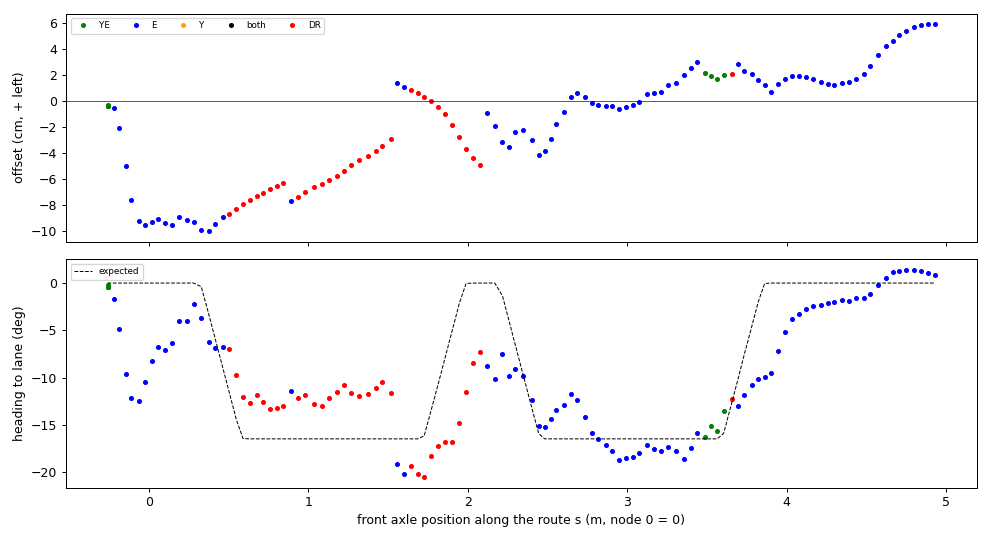 YE E Y both DR
offset (cm, + left)
6
4
2
0
−2
−4
−6
−8
−10
expected
heading to lane (deg)
0
−5
−10
−15
−20
0 1 2 3 4 5
front axle position along the route s (m, node 0 = 0)